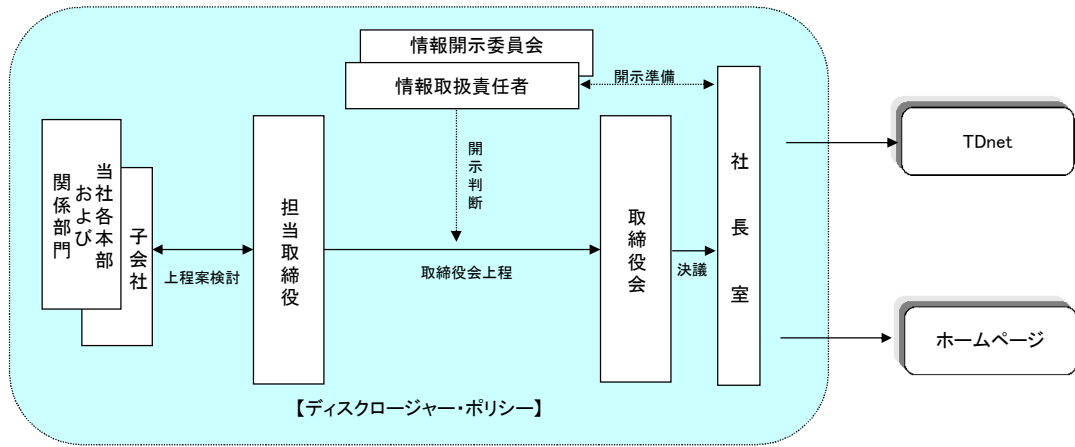 情報開示委員会
情報取扱責任者
開示準備
TDnet
当社各本部
および
関係部門
子会社
上程案検討
担当取締役
開示判断
取締役会上程
取締役会
決議
社長室
ホームページ
【ディスクロージャー・ポリシー】